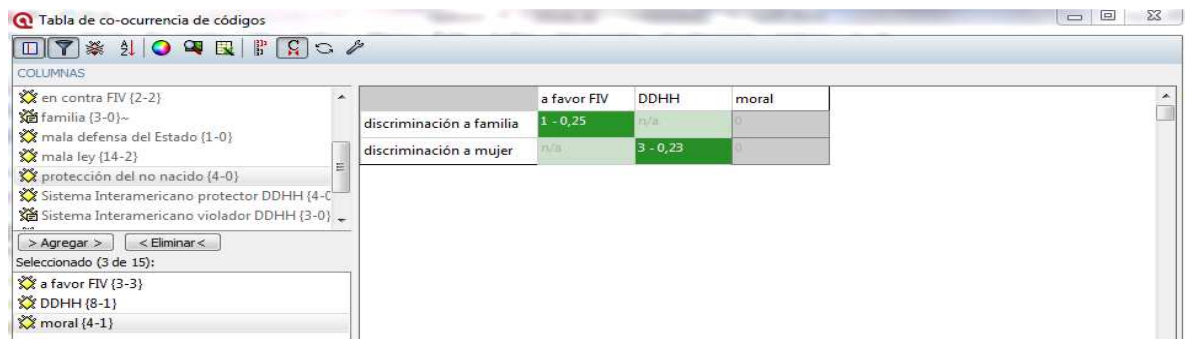 Tabla de co-ocurrencia de códigos
COLUMNAS
en contra FIV {2-2}
familia {3-0}~
mala defensa del Estado {1-0}
mala ley {14-2}
protección del no nacido {4-0}
Sistema Interamericano protector DDHH {4-0
Sistema Interamericano violador DDHH {3-0}
> Agregar > < Eliminar <
Seleccionado (3 de 15):
a favor FIV {3-3}
DDHH {8-1}
moral {4-1}
a favor FIV DDHH moral
discriminación a familia 1 - 0,25 n/a 0
discriminación a mujer n/a 3 - 0,23 0